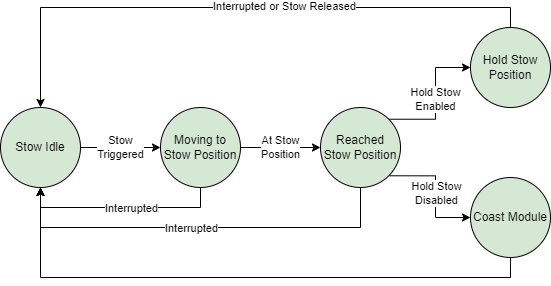 Interrupted or Stow Released
Hold Stow
Position
Hold Stow
Enabled
Stow Idle
Stow
Triggered
Moving to
Stow Position
At Stow
Position
Reached
Stow Position
Hold Stow
Disabled
Coast Module
Interrupted
Interrupted